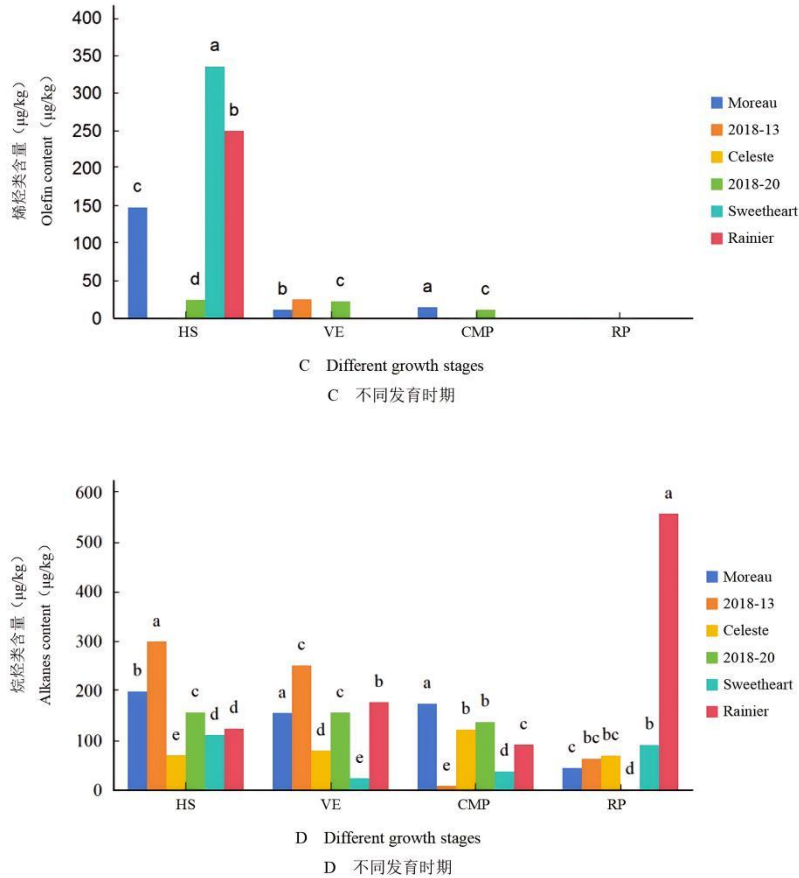 400
350
300
250
200
150
100
50
0
烯烃类含量（μg/kg）
Olefin content（μg/kg）
c
d
a
b
b
c
a
c
HS
VE
CMP
RP
Moreau
2018-13
Celeste
2018-20
Sweetheart
Rainier
C Different growth stages
C 不同发育时期
600
500
400
300
200
100
0
烷烃类含量（μg/kg）
Alkanes content（μg/kg）
b
a
e
c
d
d
a
c
d
c
e
b
a
e
b
b
d
c
c
bc
bc
d
b
a
HS
VE
CMP
RP
Moreau
2018-13
Celeste
2018-20
Sweetheart
Rainier
D Different growth stages
D 不同发育时期